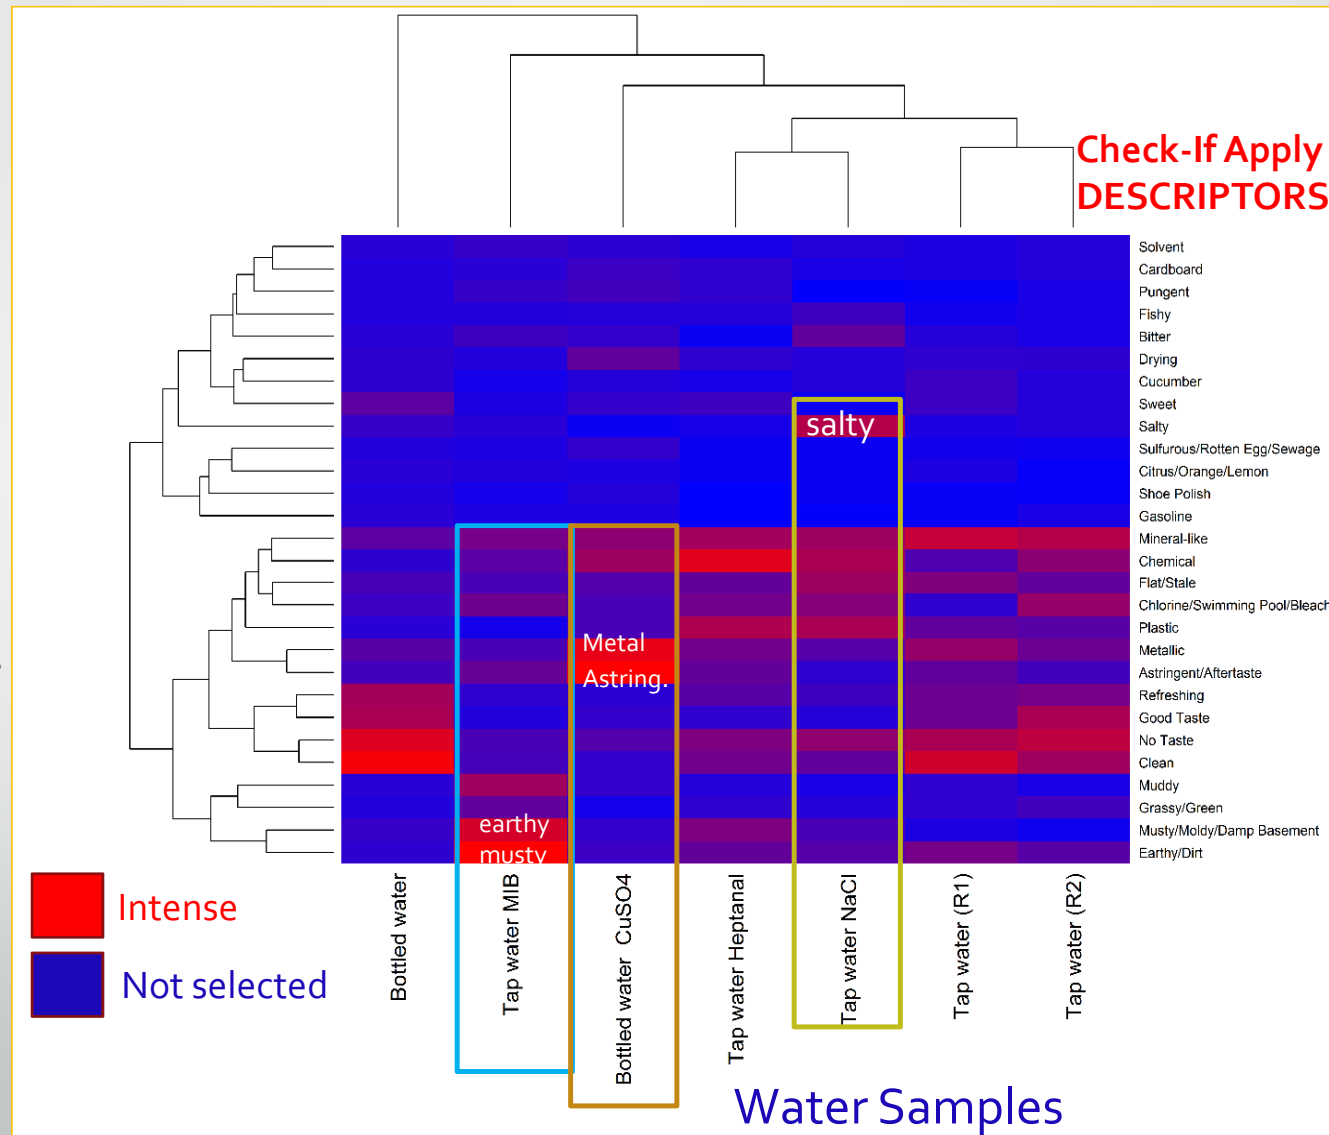 Check-If Apply
DESCRIPTORS
Solvent
Cardboard
Pungent
Fishy
Bitter
Drying
Cucumber
Sweet
salty
Salty
Sulfurous/Rotten Egg/Sewage
Citrus/Orange/Lemon
Shoe Polish
Gasoline
Mineral-like
Chemical
Flat/Stale
Chlorine/Swimming Pool/Bleach
Plastic
Metal
Metallic
Astring.
Astringent/Aftertaste
Refreshing
Good Taste
No Taste
Clean
Muddy
Grassy/Green
earthy
Musty/Moldy/Damp Basement
musty
Earthy/Dirt
Intense
Not selected
Bottled water
Tap water MIB
Bottled water CuSO4
Tap water Heptanal
Tap water NaCl
Tap water (R1)
Tap water (R2)
Water Samples